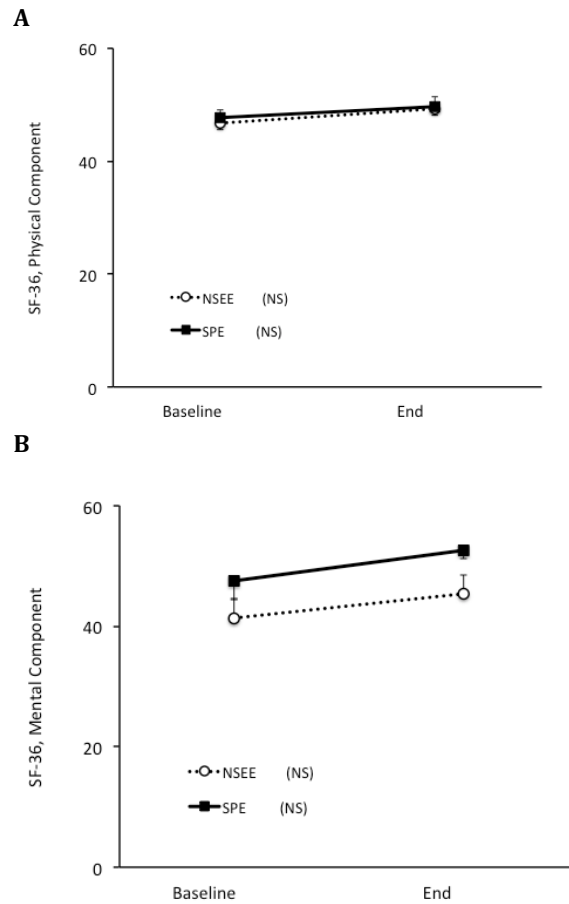 A
60
40
20
0
SF-36, Physical Component
NSEE (NS)
SPE (NS)
Baseline End
B
60
40
20
0
SF-36, Mental Component
NSEE (NS)
SPE (NS)
Baseline End